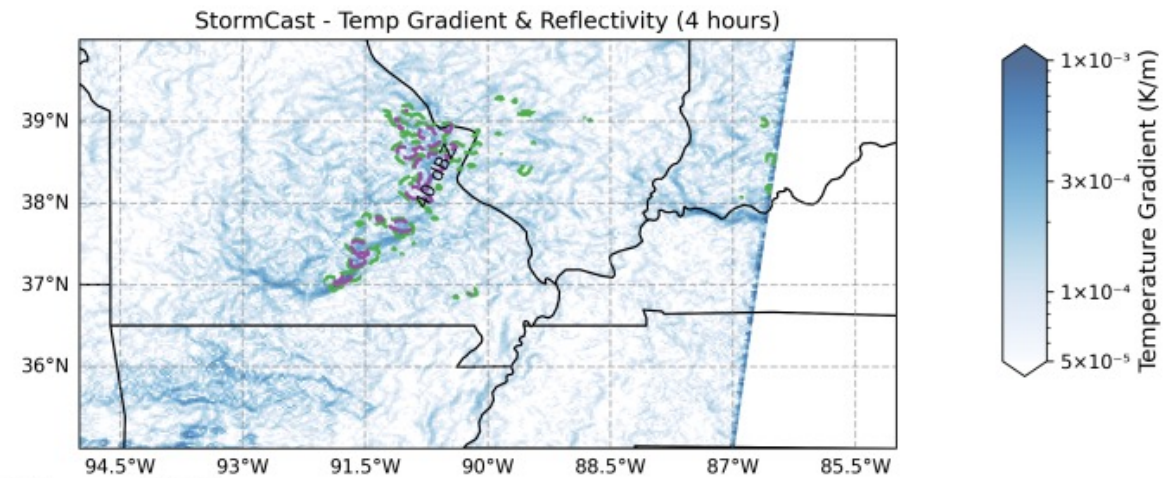 StormCast - Temp Gradient & Reflectivity (4 hours)
39°N
38°N
37°N
36°N
40 dBZ
94.5°W 93°W 91.5°W 90°W 88.5°W 87°W 85.5°W
1×10⁻³
3×10⁻⁴
1×10⁻⁴
5×10⁻⁵
Temperature Gradient (K/m)